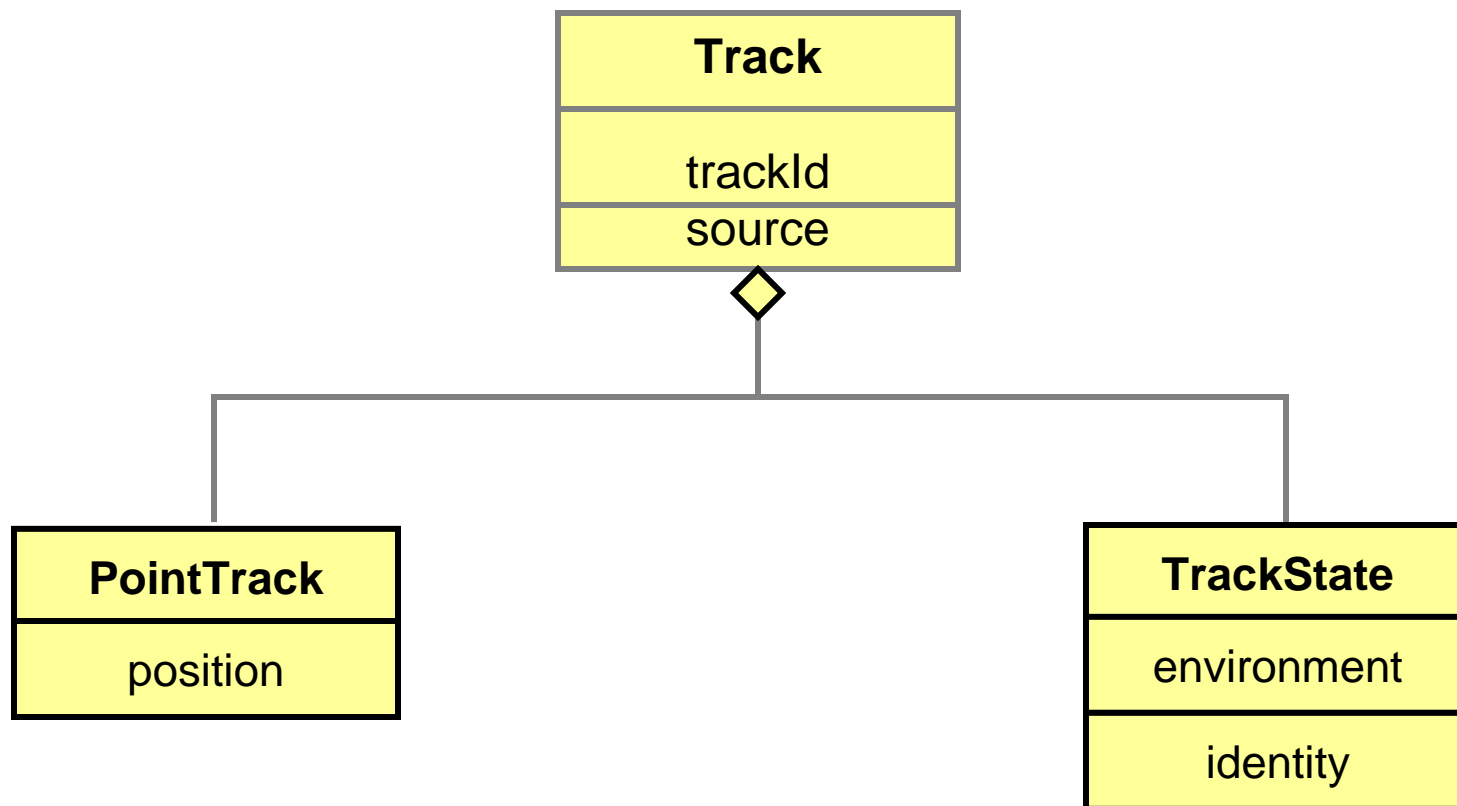 Track
trackId
source
PointTrack
position
TrackState
environment
identity